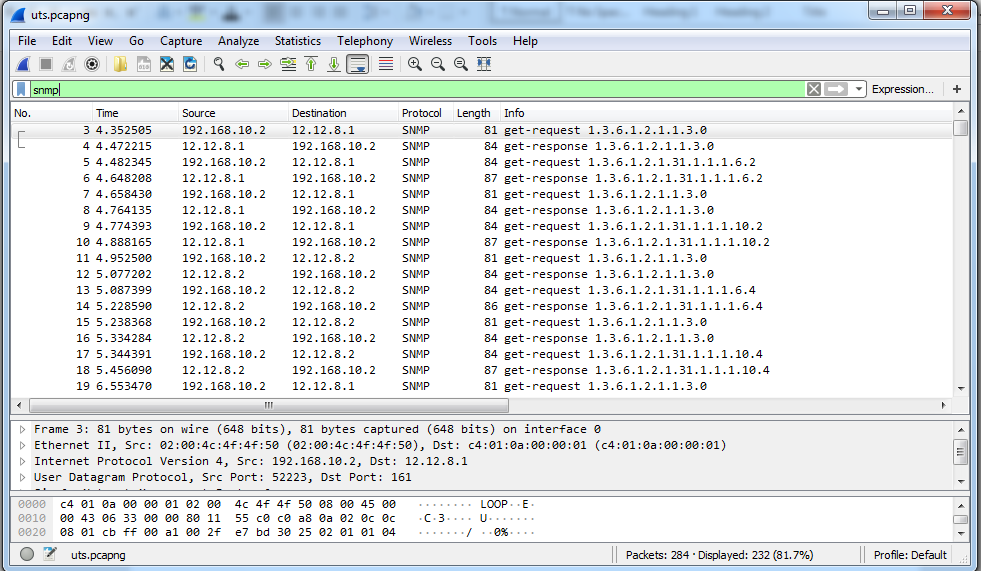 uts.pcapng
File Edit View Go Capture Analyze Statistics Telephony Wireless Tools Help
snmp Expression... +
No. Time Source Destination Protocol Length Info
3 4.352505 192.168.10.2 12.12.8.1 SNMP 81 get-request 1.3.6.1.2.1.1.3.0
4 4.472215 12.12.8.1 192.168.10.2 SNMP 84 get-response 1.3.6.1.2.1.1.3.0
5 4.482345 192.168.10.2 12.12.8.1 SNMP 84 get-request 1.3.6.1.2.1.31.1.1.1.6.2
6 4.648208 12.12.8.1 192.168.10.2 SNMP 87 get-response 1.3.6.1.2.1.31.1.1.1.6.2
7 4.658430 192.168.10.2 12.12.8.1 SNMP 81 get-request 1.3.6.1.2.1.1.3.0
8 4.764135 12.12.8.1 192.168.10.2 SNMP 84 get-response 1.3.6.1.2.1.1.3.0
9 4.774393 192.168.10.2 12.12.8.1 SNMP 84 get-request 1.3.6.1.2.1.31.1.1.1.10.2
10 4.888165 12.12.8.1 192.168.10.2 SNMP 87 get-response 1.3.6.1.2.1.31.1.1.1.10.2
11 4.952500 192.168.10.2 12.12.8.2 SNMP 81 get-request 1.3.6.1.2.1.1.3.0
12 5.077202 12.12.8.2 192.168.10.2 SNMP 84 get-response 1.3.6.1.2.1.1.3.0
13 5.087399 192.168.10.2 12.12.8.2 SNMP 84 get-request 1.3.6.1.2.1.31.1.1.1.6.4
14 5.228590 12.12.8.2 192.168.10.2 SNMP 86 get-response 1.3.6.1.2.1.31.1.1.1.6.4
15 5.238368 192.168.10.2 12.12.8.2 SNMP 81 get-request 1.3.6.1.2.1.1.3.0
16 5.334284 12.12.8.2 192.168.10.2 SNMP 84 get-response 1.3.6.1.2.1.1.3.0
17 5.344391 192.168.10.2 12.12.8.2 SNMP 84 get-request 1.3.6.1.2.1.31.1.1.1.10.4
18 5.456090 12.12.8.2 192.168.10.2 SNMP 87 get-response 1.3.6.1.2.1.31.1.1.1.10.4
19 6.553470 192.168.10.2 12.12.8.1 SNMP 81 get-request 1.3.6.1.2.1.1.3.0
Frame 3: 81 bytes on wire (648 bits), 81 bytes captured (648 bits) on interface 0
Ethernet II, Src: 02:00:4c:4f:4f:50 (02:00:4c:4f:4f:50), Dst: c4:01:0a:00:00:01 (c4:01:0a:00:00:01)
Internet Protocol Version 4, Src: 192.168.10.2, Dst: 12.12.8.1
User Datagram Protocol, Src Port: 52223, Dst Port: 161
0000 c4 01 0a 00 00 01 02 00 4c 4f 4f 50 08 00 45 00 ········ LOOP··E·
0010 00 43 06 33 00 00 80 11 55 c0 c0 a8 0a 02 0c 0c ·C·3···· U·······
0020 08 01 cb ff 00 a1 00 2f e7 bd 30 25 02 01 01 04 ·······/ ··0%····
uts.pcapng Packets: 284 · Displayed: 232 (81.7%) Profile: Default